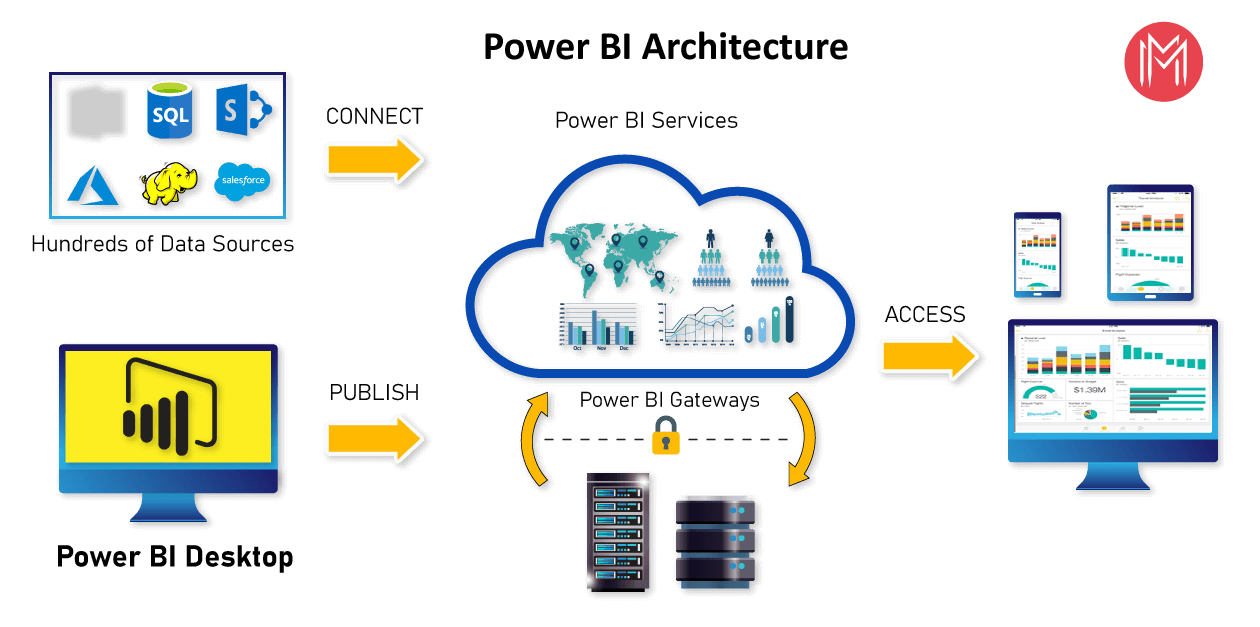 Power BI Architecture
SQL
S
salesforce
Hundreds of Data Sources
CONNECT
Power BI Services
Oct Nov Dec
ACCESS
$1.39M
522
Power BI Desktop
PUBLISH
Power BI Gateways